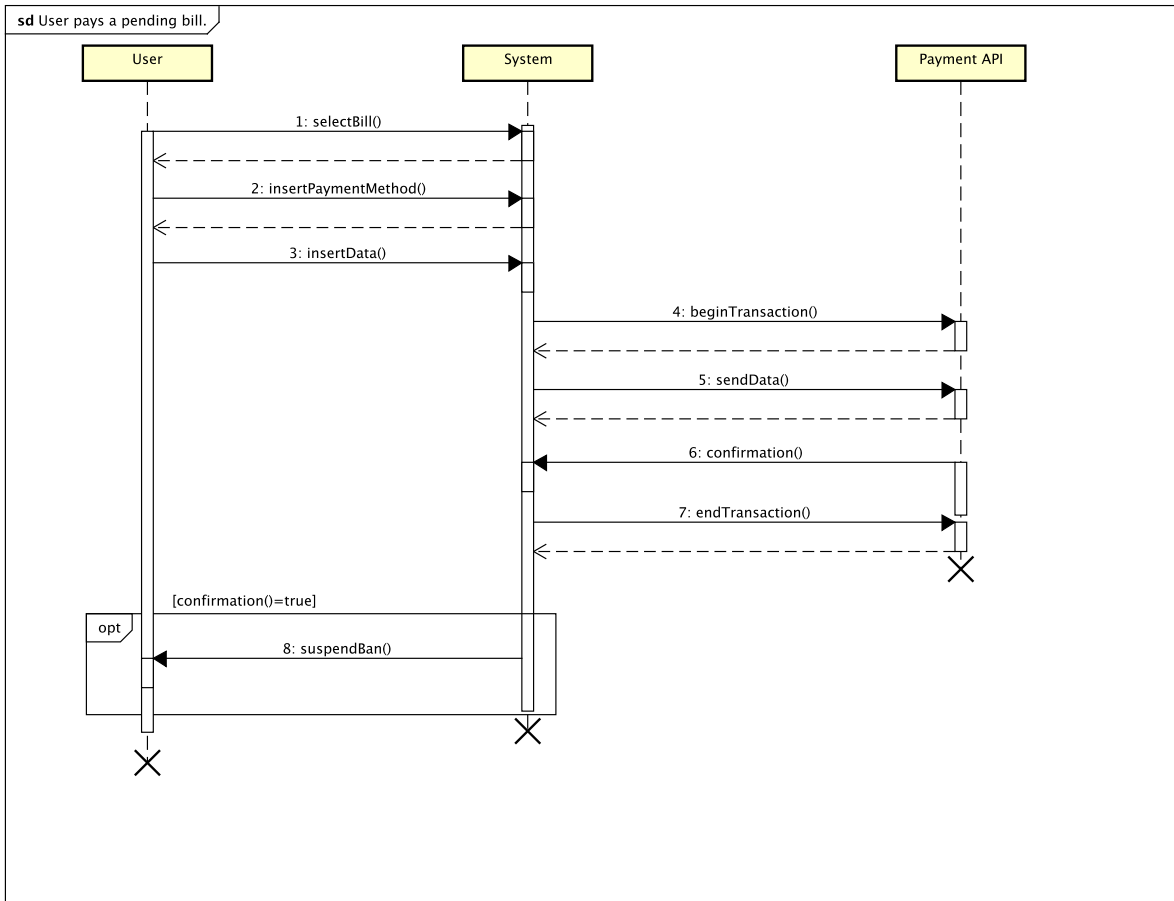 sd User pays a pending bill.
User
System
Payment API
1: selectBill()
2: insertPaymentMethod()
3: insertData()
4: beginTransaction()
5: sendData()
6: confirmation()
7: endTransaction()
[confirmation()=true]
opt
8: suspendBan()